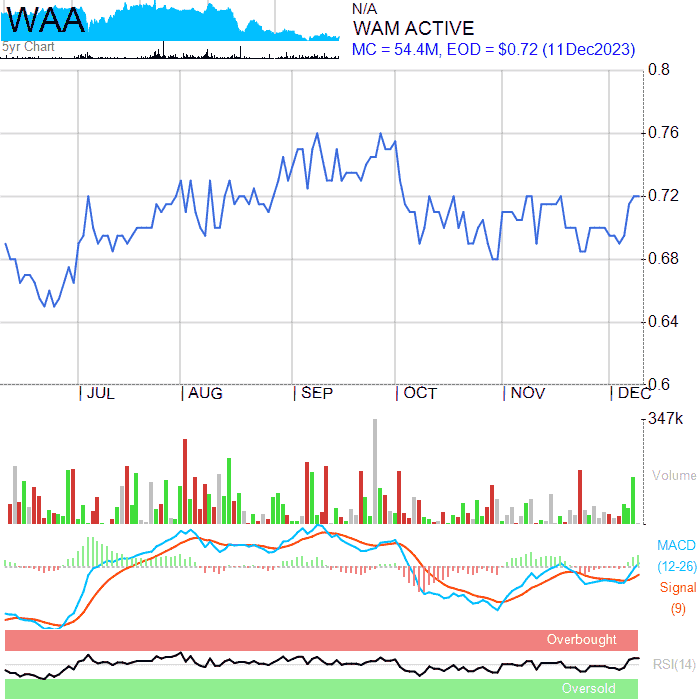 WAA
5yr Chart
N/A
WAM ACTIVE
MC = 54.4M, EOD = $0.72 (11Dec2023)
0.8
0.76
0.72
0.68
0.64
0.6
JUL AUG SEP OCT NOV DEC
347k
Volume
MACD
(12-26)
Signal
(9)
Overbought
RSI(14)
Oversold